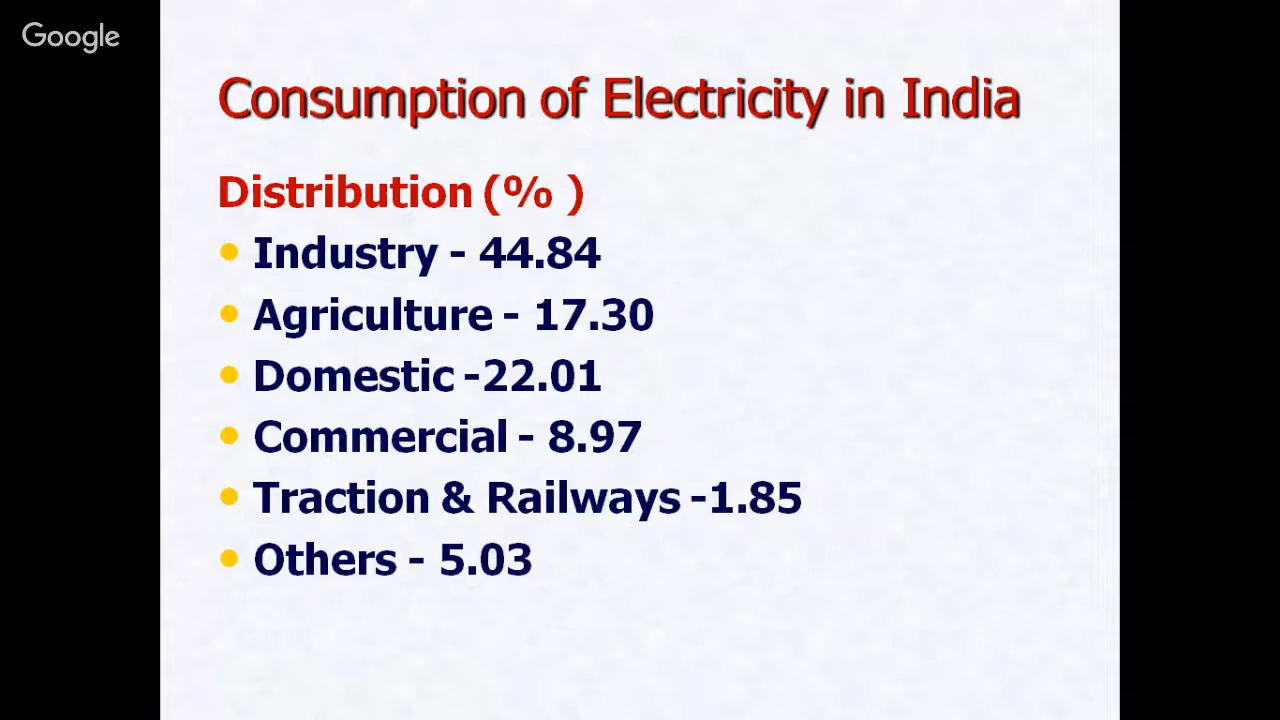 Google
Consumption of Electricity in India
Distribution (% )
• Industry - 44.84
• Agriculture - 17.30
• Domestic -22.01
• Commercial - 8.97
• Traction & Railways -1.85
• Others - 5.03